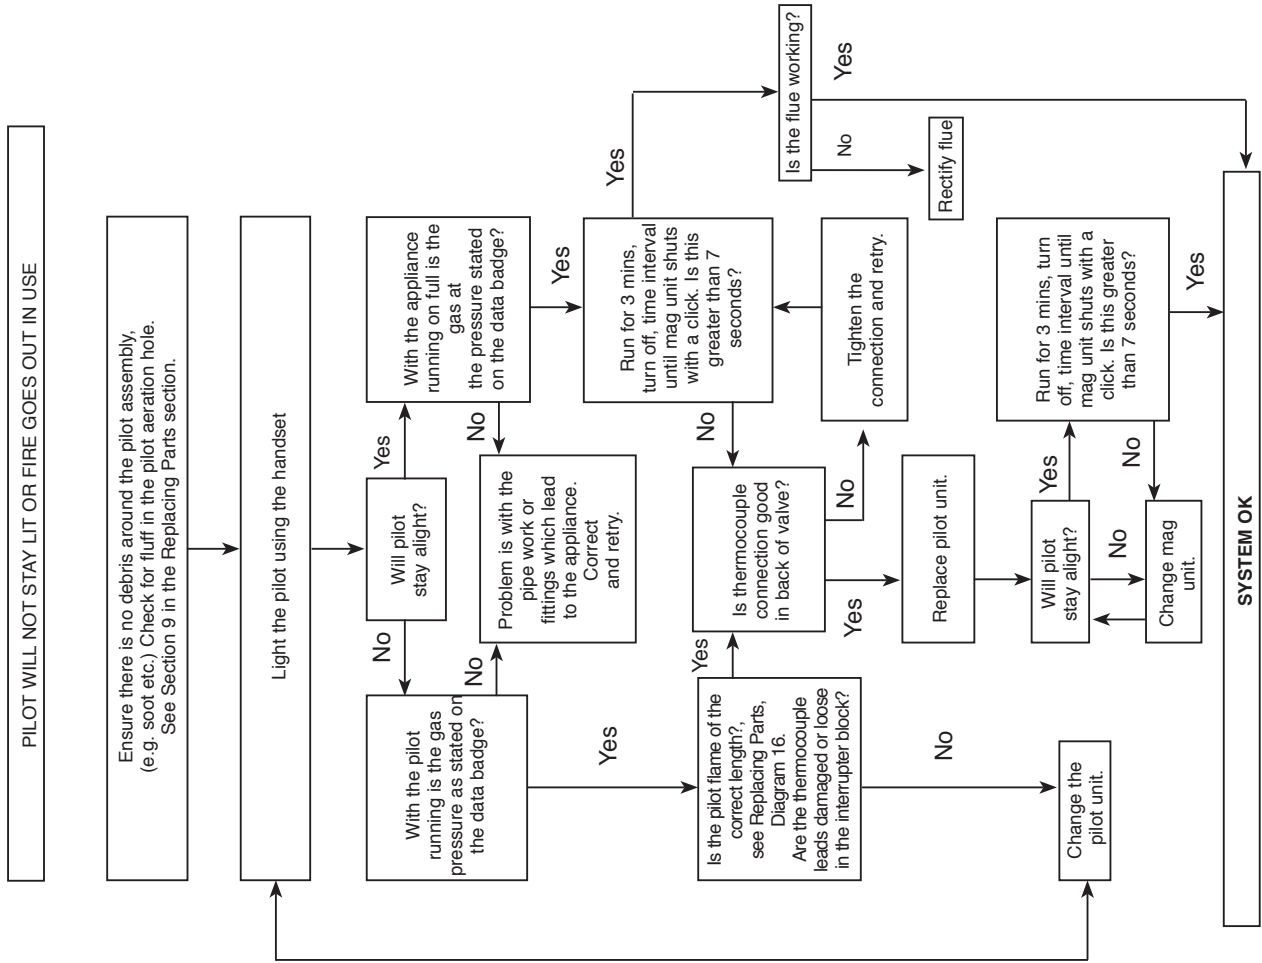 PILOT WILL NOT STAY LIT OR FIRE GOES OUT IN USE
Ensure there is no debris around the pilot assembly,
(e.g. soot etc.) Check for fluff in the pilot aeration hole.
See Section 9 in the Replacing Parts section.
Light the pilot using the handset
Will pilot
stay alight?
No
Yes
With the pilot
running is the gas
pressure as stated on
the data badge?
No
With the appliance
running on full is the
gas at
the pressure stated
on the data badge?
No
Yes
Problem is with the
pipe work or
fittings which lead
to the appliance.
Correct
and retry.
Yes
Run for 3 mins,
turn off, time interval
until mag unit shuts
with a click. Is this
greater than 7
seconds?
Yes
No
Is the pilot flame of the
correct length?,
see Replacing Parts,
Diagram 16.
Are the thermocouple
leads damaged or loose
in the interrupter block?
Yes
Is thermocouple
connection good
in back of valve?
Yes
No
Tighten the
connection and retry.
Is the flue working?
No
Yes
Rectify flue
No
Replace pilot unit.
Will pilot
stay alight?
Yes
No
Run for 3 mins, turn
off, time interval until
mag unit shuts with a
click. Is this greater
than 7 seconds?
No
Yes
Change the
pilot unit.
Change mag
unit.
SYSTEM OK